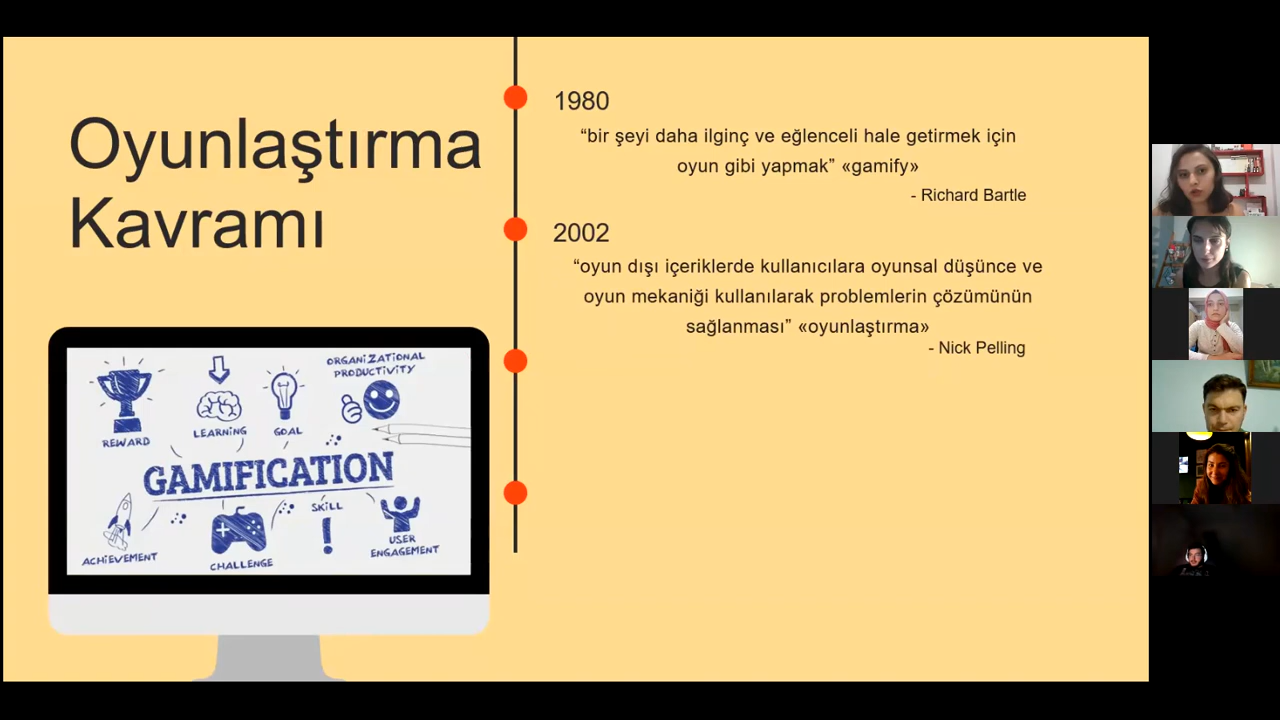 Oyunlaştırma
Kavramı
1980
“bir şeyi daha ilginç ve eğlenceli hale getirmek için
oyun gibi yapmak” «gamify»
- Richard Bartle
2002
“oyun dışı içeriklerde kullanıcılara oyunsal düşünce ve
oyun mekaniği kullanılarak problemlerin çözümünün
sağlanması” «oyunlaştırma»
- Nick Pelling
ORGANIZATIONAL
PRODUCTIVITY
REWARD
LEARNING
GOAL
GAMIFICATION
SKILL
ACHIEVEMENT
CHALLENGE
USER
ENGAGEMENT